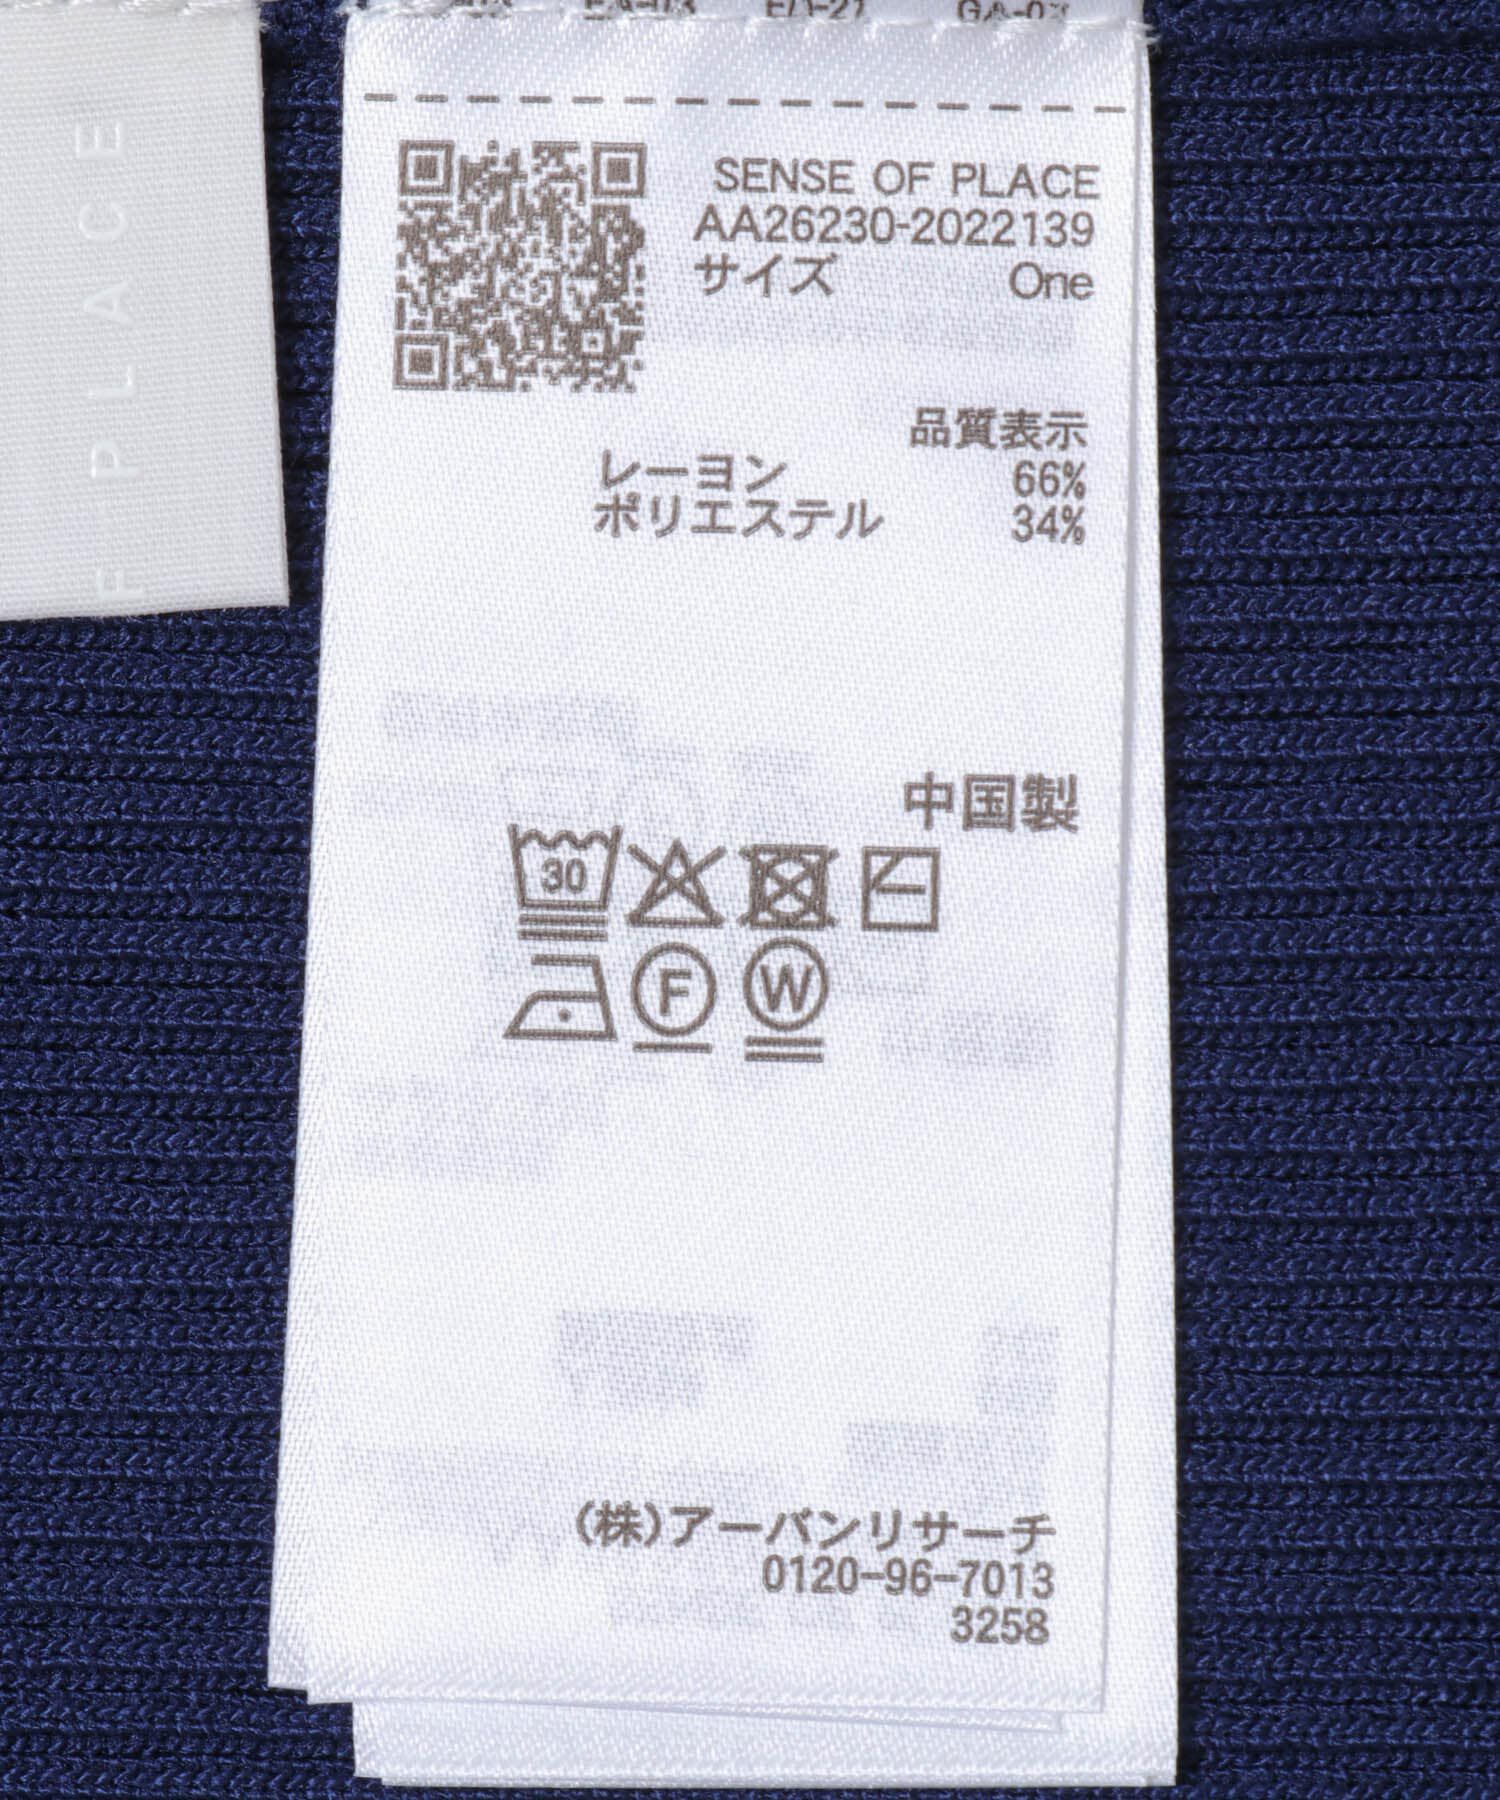 F PLACE
SENSE OF PLACE
AA26230-2022139
サイズ One
品質表示
レーヨン 66%
ポリエステル 34%
中国製
30
F W
(株)アーバンリサーチ
0120-96-7013
3258